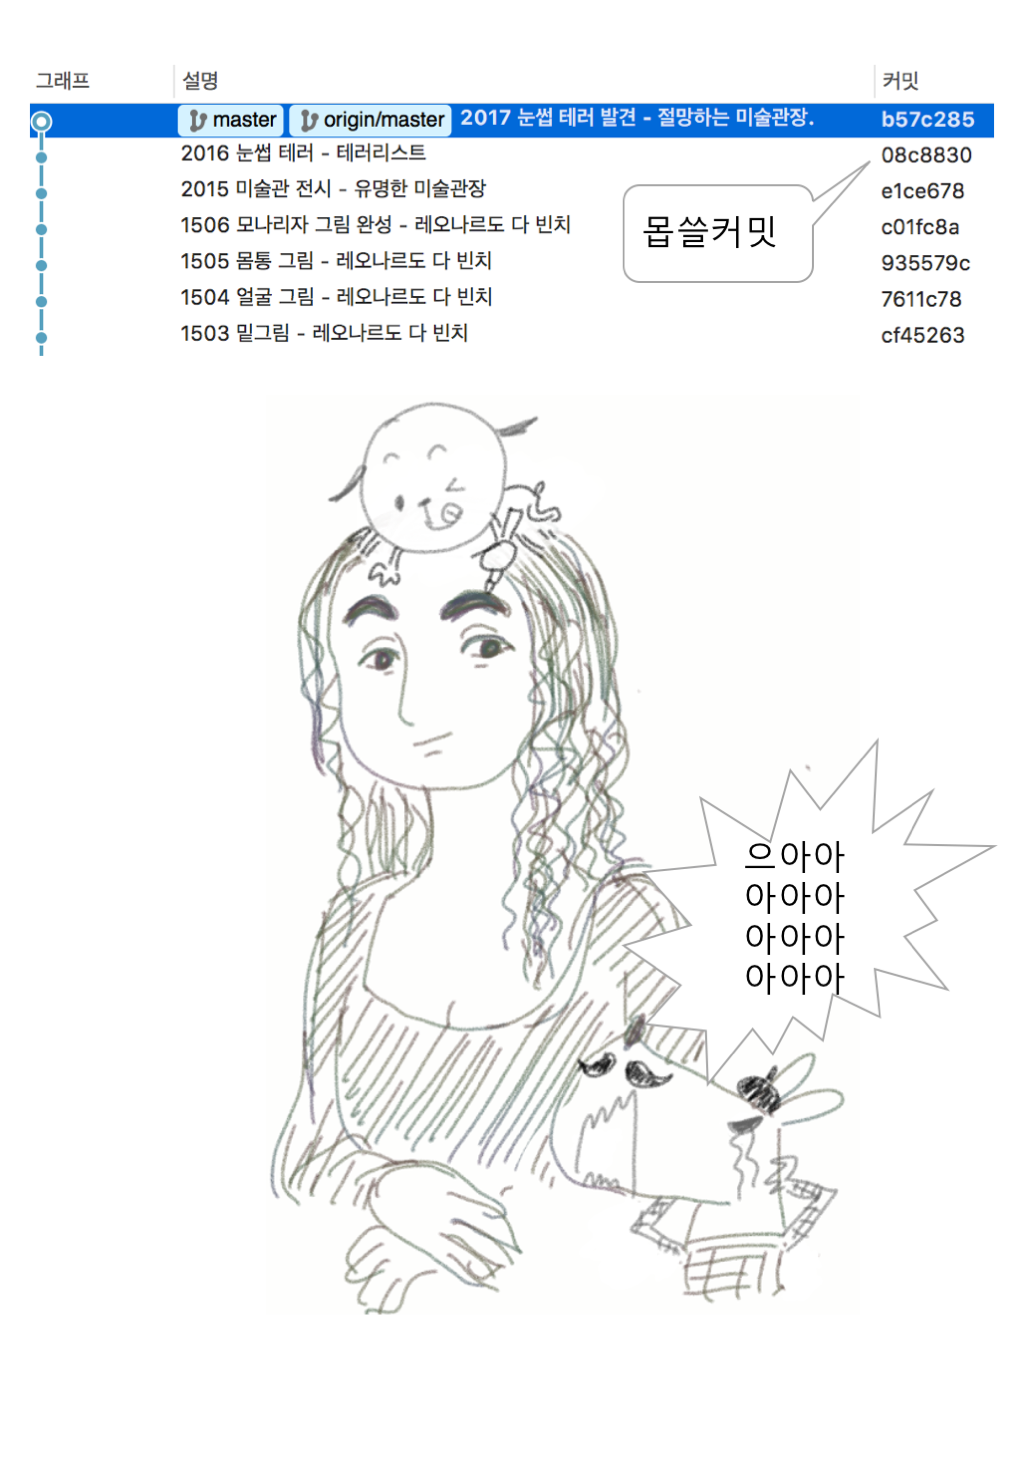 그래프 설명 커밋
master origin/master 2017 눈썹 테러 발견 - 절망하는 미술관장. b57c285
2016 눈썹 테러 - 테러리스트 08c8830
2015 미술관 전시 - 유명한 미술관장 e1ce678
1506 모나리자 그림 완성 - 레오나르도 다 빈치 c01fc8a
1505 몸통 그림 - 레오나르도 다 빈치 935579c
1504 얼굴 그림 - 레오나르도 다 빈치 7611c78
1503 밑그림 - 레오나르도 다 빈치 cf45263
몹쓸커밋
으아아
아아아
아아아
아아아